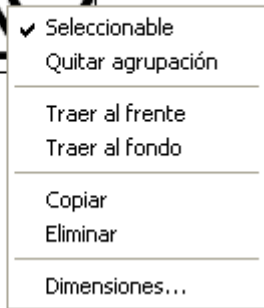 Seleccionable
Quitar agrupación
Traer al frente
Traer al fondo
Copiar
Eliminar
Dimensiones...